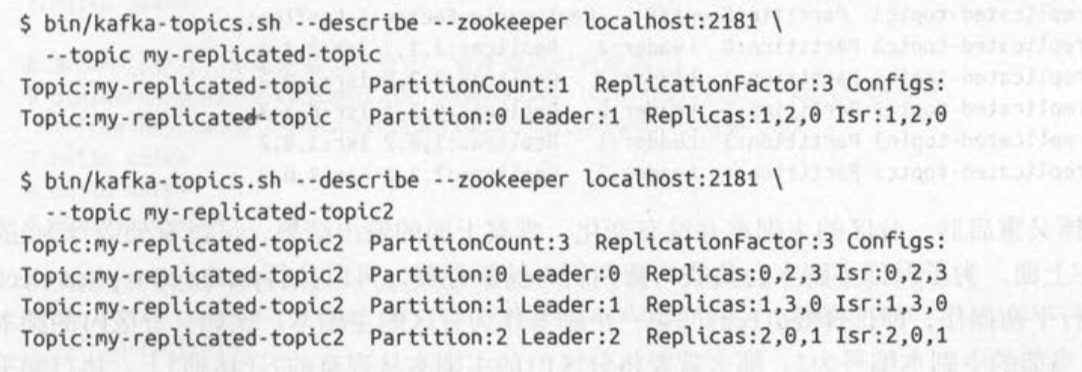 $ bin/kafka-topics.sh --describe --zookeeper localhost:2181 \
--topic my-replicated-topic
Topic:my-replicated-topic PartitionCount:1 ReplicationFactor:3 Configs:
Topic:my-replicated-topic Partition:0 Leader:1 Replicas:1,2,0 Isr:1,2,0
$ bin/kafka-topics.sh --describe --zookeeper localhost:2181 \
--topic my-replicated-topic2
Topic:my-replicated-topic2 PartitionCount:3 ReplicationFactor:3 Configs:
Topic:my-replicated-topic2 Partition:0 Leader:0 Replicas:0,2,3 Isr:0,2,3
Topic:my-replicated-topic2 Partition:1 Leader:1 Replicas:1,3,0 Isr:1,3,0
Topic:my-replicated-topic2 Partition:2 Leader:2 Replicas:2,0,1 Isr:2,0,1